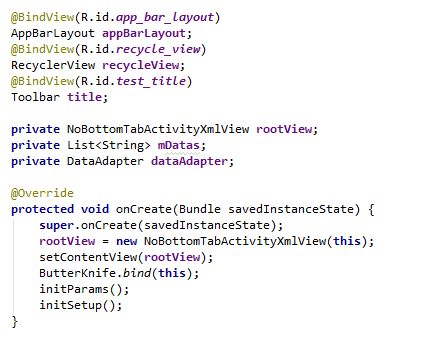 @BindView(R.id.app_bar_layout)
AppBarLayout appBarLayout;
@BindView(R.id.recycle_view)
RecyclerView recycleView;
@BindView(R.id.test_title)
Toolbar title;
private NoBottomTabActivityXmlView rootView;
private List<String> mDatas;
private DataAdapter dataAdapter;
@Override
protected void onCreate(Bundle savedInstanceState) {
    super.onCreate(savedInstanceState);
    rootView = new NoBottomTabActivityXmlView(this);
    setContentView(rootView);
    ButterKnife.bind(this);
    initParams();
    initSetup();
}